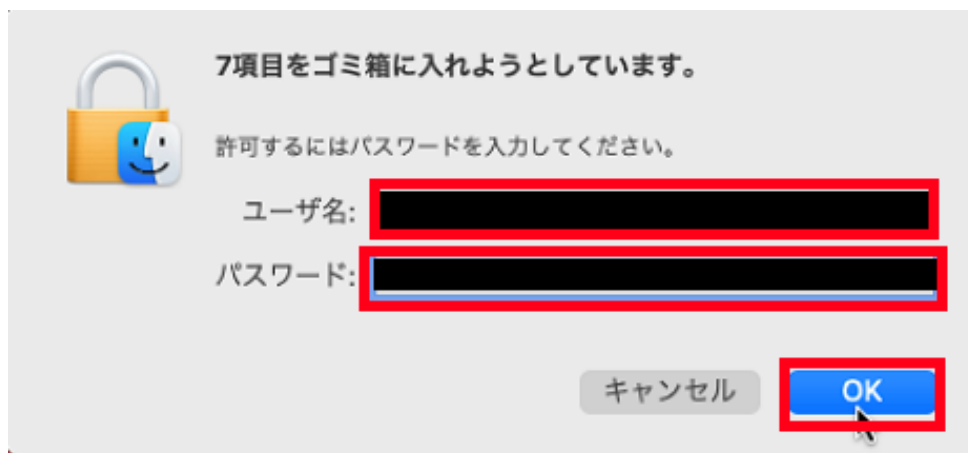 7項目をゴミ箱に入れようとしています。
許可するにはパスワードを入力してください。
ユーザ名:
パスワード:
キャンセル
OK